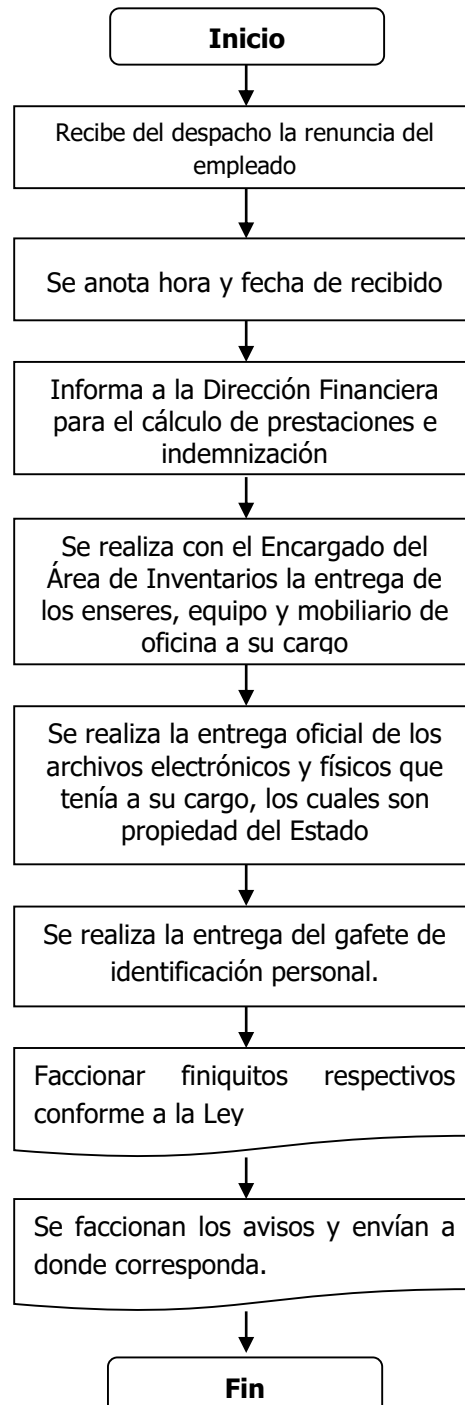 Inicio
Recibe del despacho la renuncia del
empleado
Se anota hora y fecha de recibido
Informa a la Dirección Financiera
para el cálculo de prestaciones e
indemnización
Se realiza con el Encargado del
Área de Inventarios la entrega de
los enseres, equipo y mobiliario de
oficina a su cargo
Se realiza la entrega oficial de los
archivos electrónicos y físicos que
tenía a su cargo, los cuales son
propiedad del Estado
Se realiza la entrega del gafete de
identificación personal.
Faccionar finiquitos respectivos
conforme a la Ley
Se faccionan los avisos y envían a
donde corresponda.
Fin